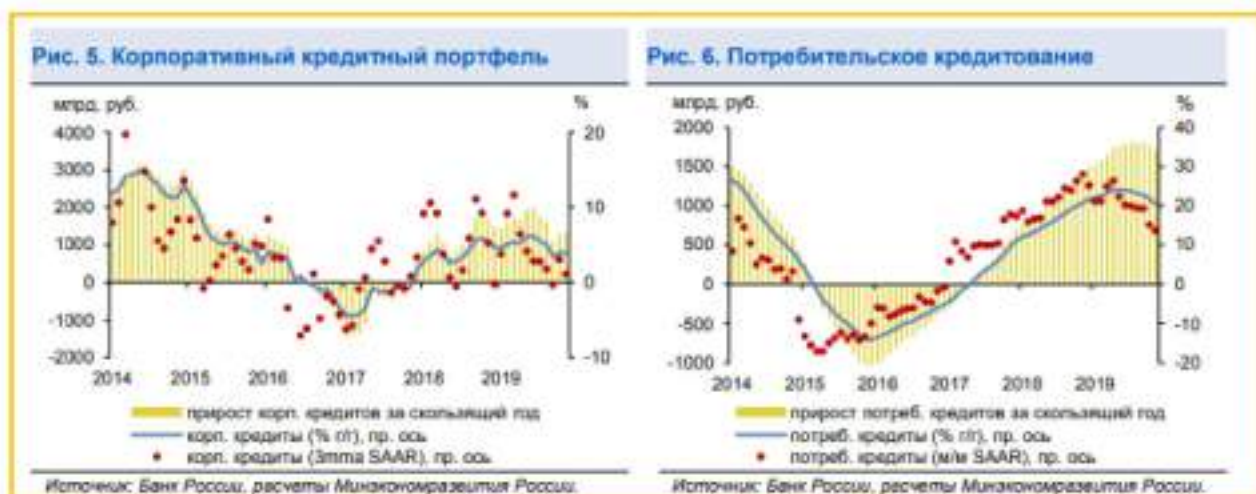 Рис. 5. Корпоративный кредитный портфель
млрд. руб. %
4000 20
3000
2000 10
1000
0 0
-1000
-2000 -10
2014 2015 2016 2017 2018 2019
прирост корп. кредитов за скользящий год
корп. кредиты (% г/г), пр. ось
корп. кредиты (3mma SAAR), пр. ось
Источник: Банк России, расчеты Минэкономразвития России.
Рис. 6. Потребительское кредитование
млрд. руб. %
2000 40
1500 30
1000 20
500 10
0 0
-500 -10
-1000 -20
2014 2015 2016 2017 2018 2019
прирост потреб. кредитов за скользящий год
потреб. кредиты (% г/г), пр. ось
потреб. кредиты (м/м SAAR), пр. ось
Источник: Банк России, расчеты Минэкономразвития России.